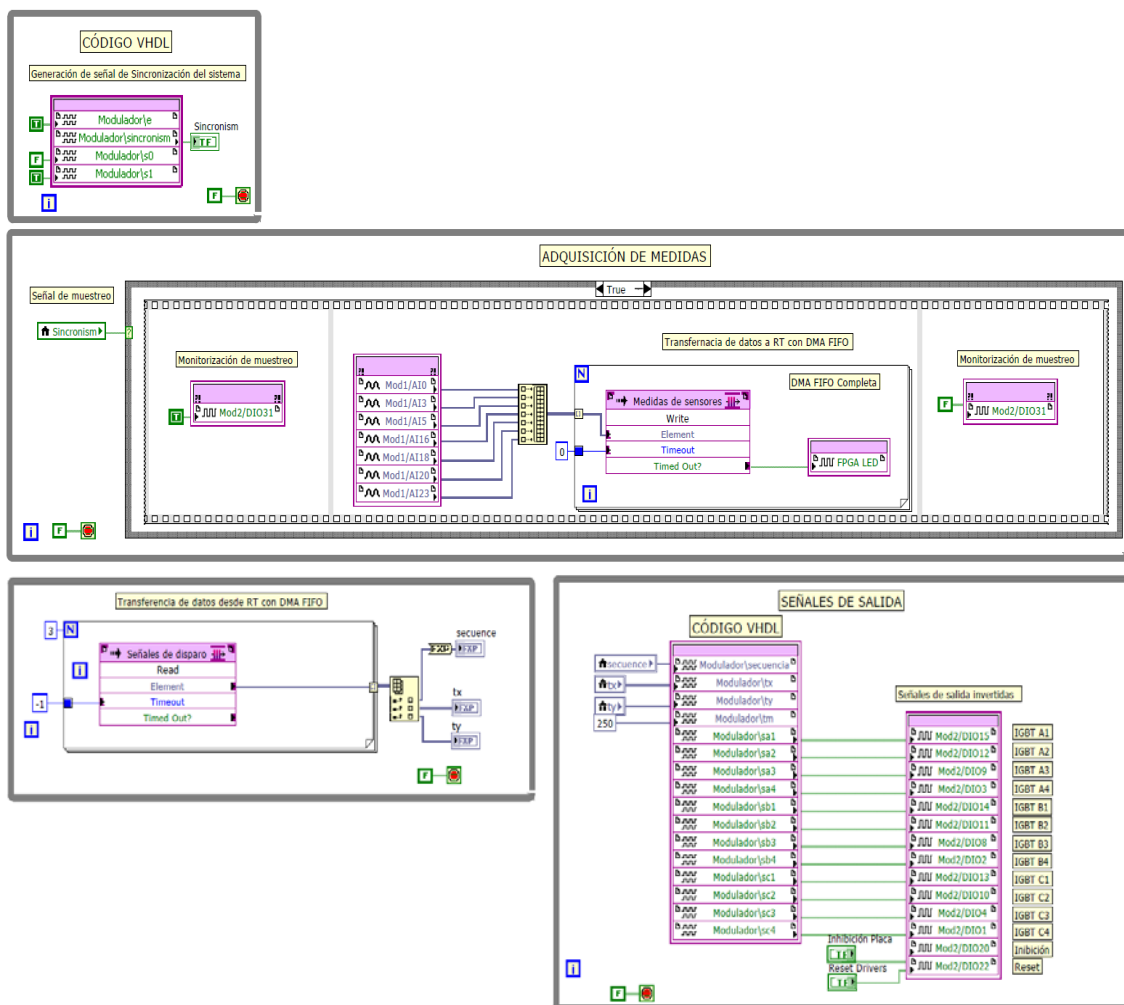 CÓDIGO VHDL
Generación de señal de Sincronización del sistema
T
Modulador\e
Modulador\sincronism
Sincronism
TF
F
Modulador\s0
T
Modulador\s1
i
F
ADQUISICIÓN DE MEDIDAS
Señal de muestreo
Sincronism
?
True
Monitorización de muestreo
T
Mod2/DIO31
Mod1/AI0
Mod1/AI3
Mod1/AI5
Mod1/AI16
Mod1/AI18
Mod1/AI20
Mod1/AI23
Transfernacia de datos a RT con DMA FIFO
N
DMA FIFO Completa
Medidas de sensores
Write
Element
0
Timeout
Timed Out?
FPGA LED
i
Monitorización de muestreo
F
Mod2/DIO31
i
F
Transferencia de datos desde RT con DMA FIFO
3
N
i
Señales de disparo
Read
Element
-1
Timeout
Timed Out?
i
FXP
secuence
FXP
tx
FXP
ty
FXP
F
SEÑALES DE SALIDA
CÓDIGO VHDL
secuence
Modulador\secuencia
tx
Modulador\tx
ty
Modulador\ty
250
Modulador\tm
Modulador\sa1
Modulador\sa2
Modulador\sa3
Modulador\sa4
Modulador\sb1
Modulador\sb2
Modulador\sb3
Modulador\sb4
Modulador\sc1
Modulador\sc2
Modulador\sc3
Modulador\sc4
Señales de salida invertidas
Mod2/DIO15
IGBT A1
Mod2/DIO12
IGBT A2
Mod2/DIO9
IGBT A3
Mod2/DIO3
IGBT A4
Mod2/DIO14
IGBT B1
Mod2/DIO11
IGBT B2
Mod2/DIO8
IGBT B3
Mod2/DIO2
IGBT B4
Mod2/DIO13
IGBT C1
Mod2/DIO10
IGBT C2
Mod2/DIO4
IGBT C3
Mod2/DIO1
IGBT C4
Inhibición Placa
TF
Mod2/DIO20
Inibición
Reset Drivers
TF
Mod2/DIO22
Reset
i
F